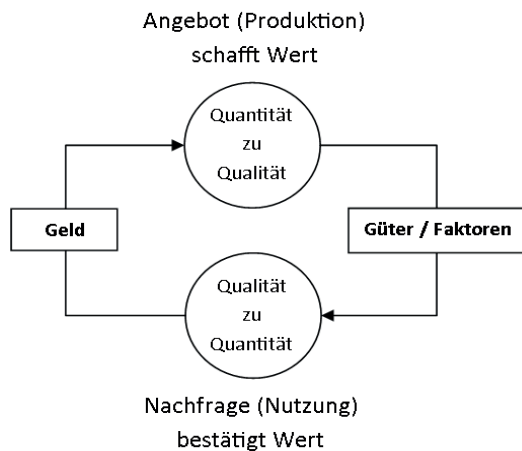 Angebot (Produktion)
schafft Wert
Quantität
zu
Qualität
Geld
Güter / Faktoren
Qualität
zu
Quantität
Nachfrage (Nutzung)
bestätigt Wert